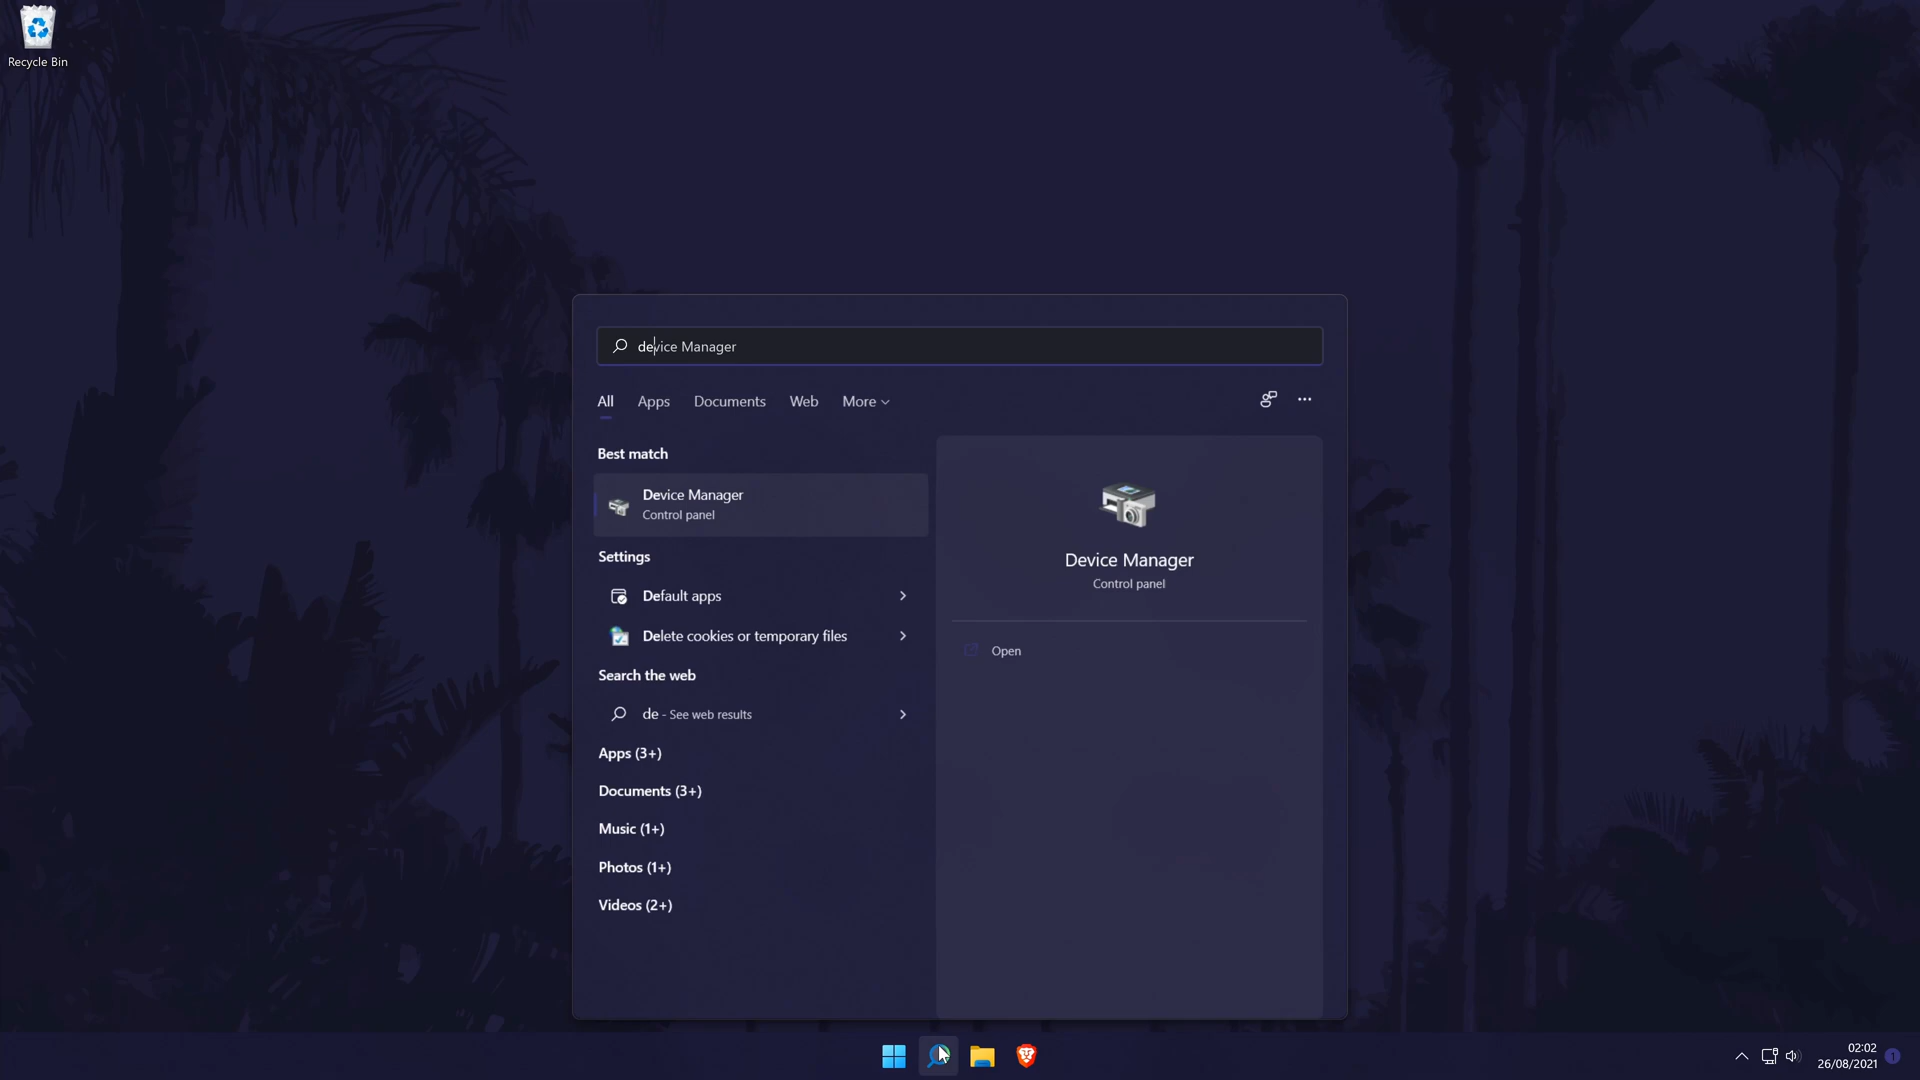 Recycle Bin
device Manager
All Apps Documents Web More
Best match
Device Manager
Control panel
Settings
Default apps
Delete cookies or temporary files
Search the web
de - See web results
Apps (3+)
Documents (3+)
Music (1+)
Photos (1+)
Videos (2+)
Device Manager
Control panel
Open
02:02
26/08/2021
1